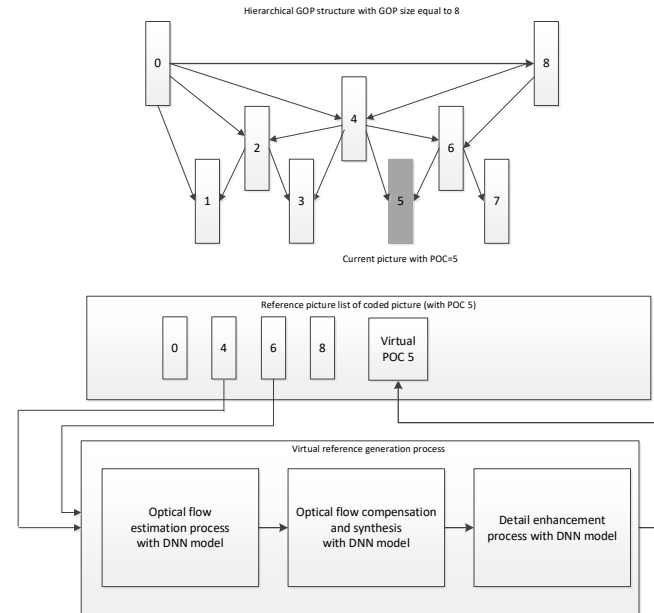 Hierarchical GOP structure with GOP size equal to 8
0
8
4
2
6
1
3
5
7
Current picture with POC=5
Reference picture list of coded picture (with POC 5)
0
4
6
8
Virtual
POC 5
Virtual reference generation process
Optical flow
estimation process
with DNN model
Optical flow compensation
and synthesis
with DNN model
Detail enhancement
process with DNN model